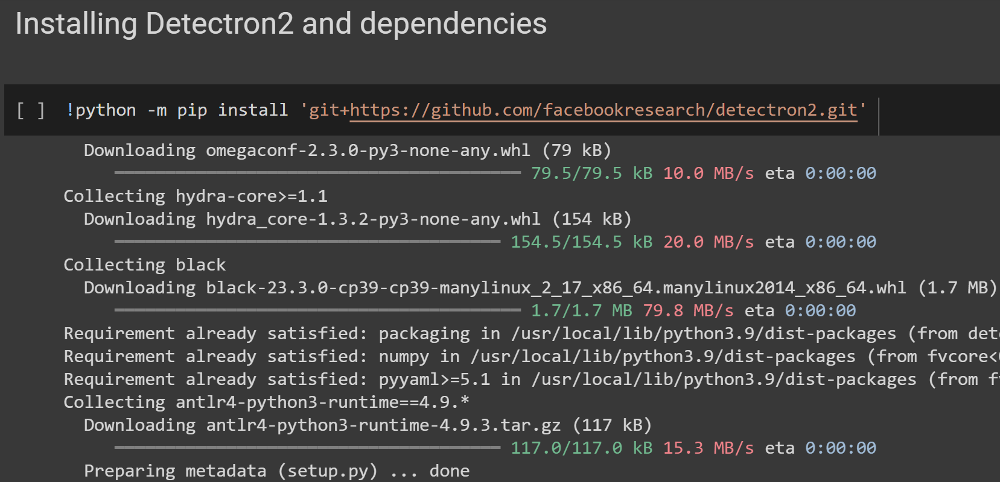 Installing Detectron2 and dependencies
[ ] !python -m pip install 'git+https://github.com/facebookresearch/detectron2.git'
Downloading omegaconf-2.3.0-py3-none-any.whl (79 kB)
79.5/79.5 kB 10.0 MB/s eta 0:00:00
Collecting hydra-core>=1.1
Downloading hydra_core-1.3.2-py3-none-any.whl (154 kB)
154.5/154.5 kB 20.0 MB/s eta 0:00:00
Collecting black
Downloading black-23.3.0-cp39-cp39-manylinux_2_17_x86_64.manylinux2014_x86_64.whl (1.7 MB)
1.7/1.7 MB 79.8 MB/s eta 0:00:00
Requirement already satisfied: packaging in /usr/local/lib/python3.9/dist-packages (from
Requirement already satisfied: numpy in /usr/local/lib/python3.9/dist-packages (from fvcore<
Requirement already satisfied: pyyaml>=5.1 in /usr/local/lib/python3.9/dist-packages (from
Collecting antlr4-python3-runtime==4.9.*
Downloading antlr4-python3-runtime-4.9.3.tar.gz (117 kB)
117.0/117.0 kB 15.3 MB/s eta 0:00:00
Preparing metadata (setup.py) ... done